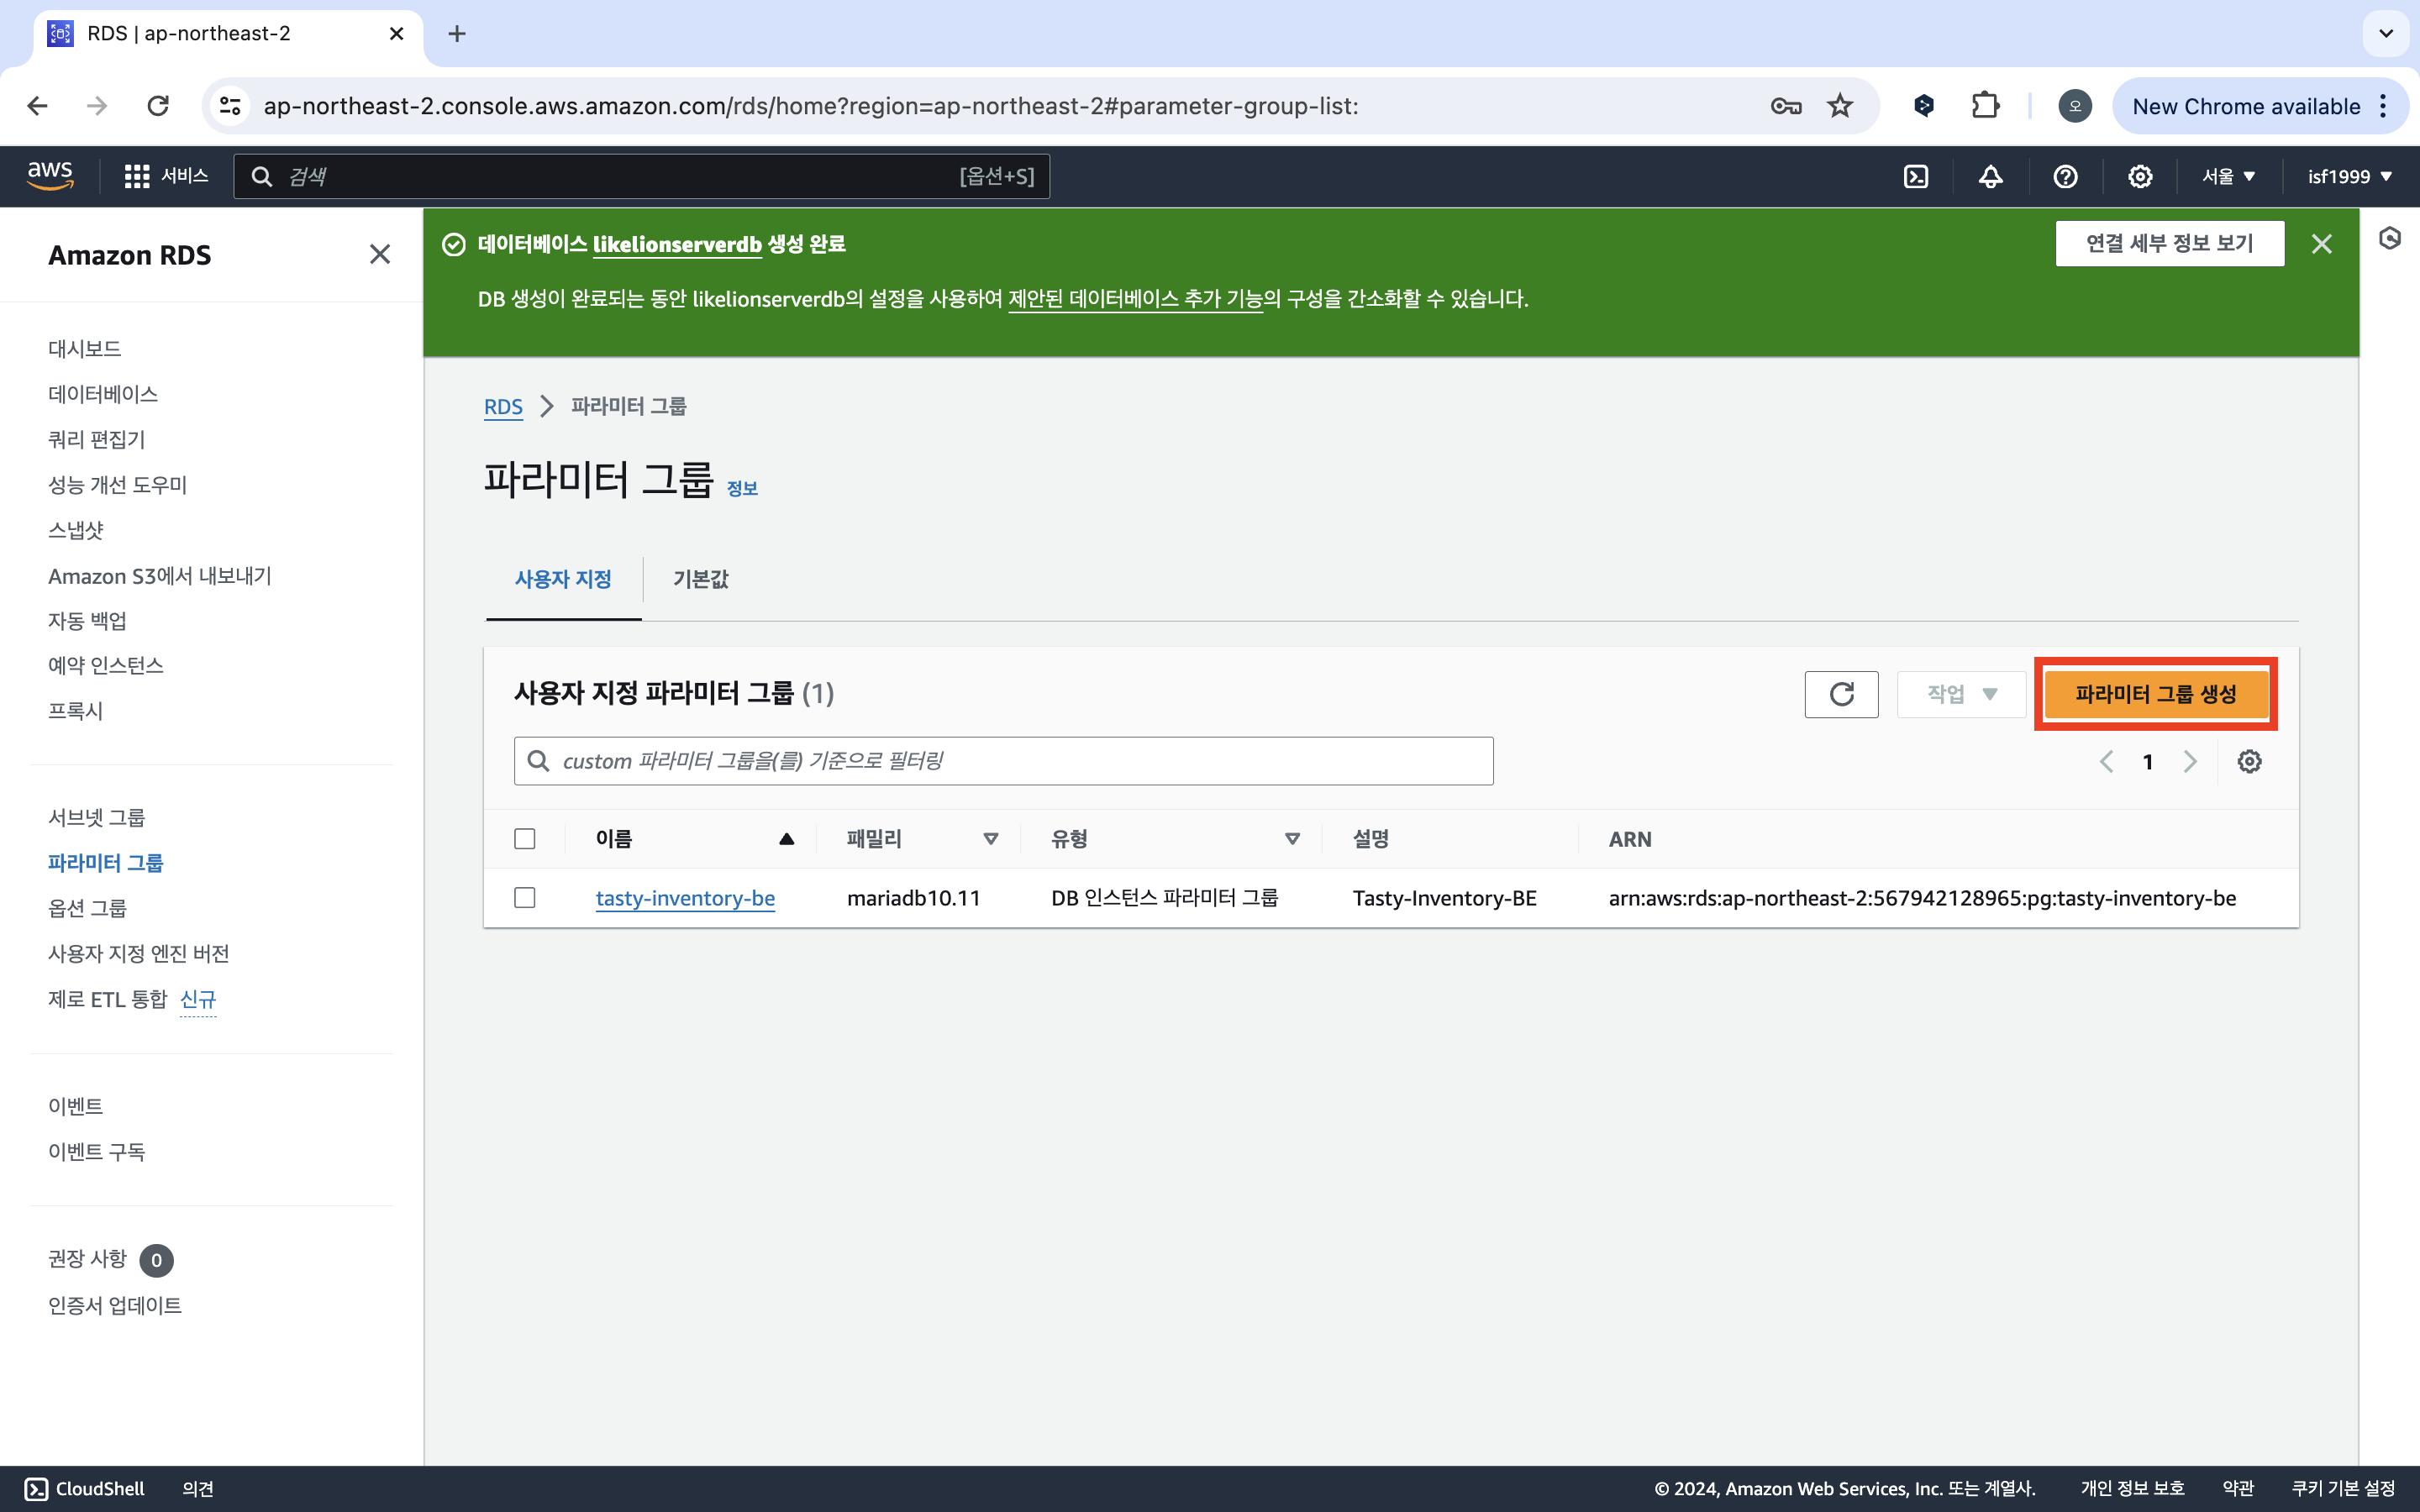 RDS | ap-northeast-2
ap-northeast-2.console.aws.amazon.com/rds/home?region=ap-northeast-2#parameter-group-list:
오
New Chrome available
aws
서비스
검색
[옵션+S]
서울
isf1999
Amazon RDS
대시보드
데이터베이스
쿼리 편집기
성능 개선 도우미
스냅샷
Amazon S3에서 내보내기
자동 백업
예약 인스턴스
프록시
서브넷 그룹
파라미터 그룹
옵션 그룹
사용자 지정 엔진 버전
제로 ETL 통합 신규
이벤트
이벤트 구독
권장 사항 0
인증서 업데이트
데이터베이스 likelionserverdb 생성 완료
연결 세부 정보 보기
DB 생성이 완료되는 동안 likelionserverdb의 설정을 사용하여 제안된 데이터베이스 추가 기능의 구성을 간소화할 수 있습니다.
RDS 파라미터 그룹
파라미터 그룹 정보
사용자 지정 기본값
사용자 지정 파라미터 그룹 (1)
작업
파라미터 그룹 생성
custom 파라미터 그룹을(를) 기준으로 필터링
1
이름 패밀리 유형 설명 ARN
tasty-inventory-be mariadb10.11 DB 인스턴스 파라미터 그룹 Tasty-Inventory-BE arn:aws:rds:ap-northeast-2:567942128965:pg:tasty-inventory-be
CloudShell 의견
© 2024, Amazon Web Services, Inc. 또는 계열사. 개인 정보 보호 약관 쿠키 기본 설정